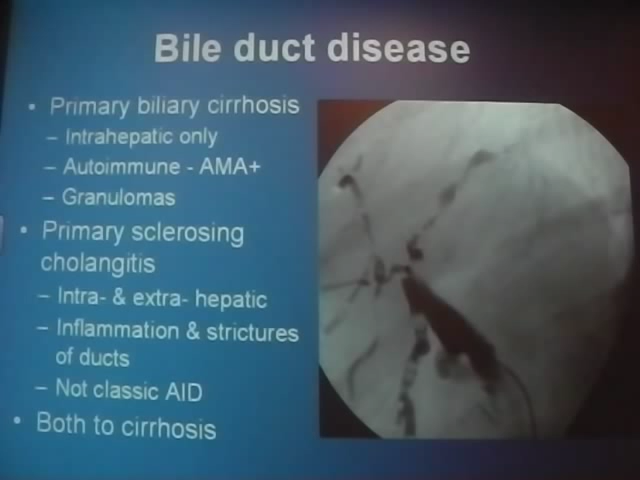 Bile duct disease
• Primary biliary cirrhosis
– Intrahepatic only
– Autoimmune - AMA+
– Granulomas
• Primary sclerosing
cholangitis
– Intra- & extra- hepatic
– Inflammation & strictures
of ducts
– Not classic AID
• Both to cirrhosis